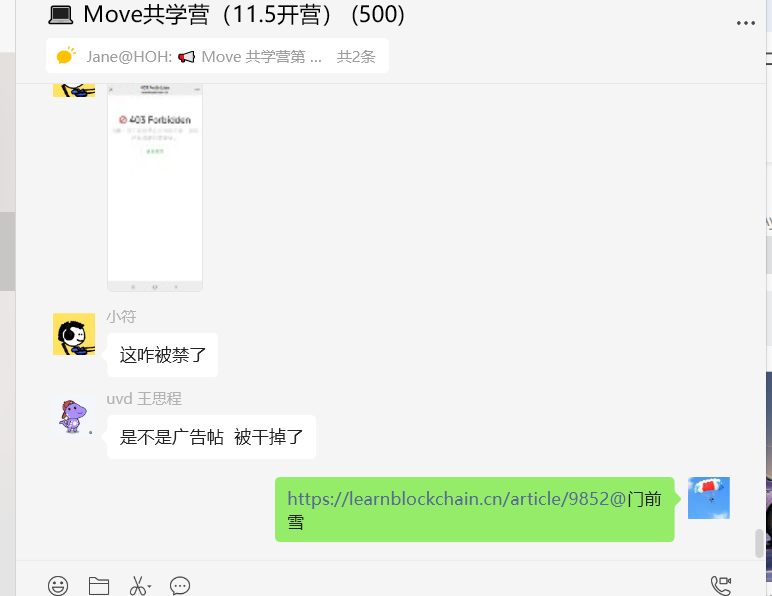 Move共学营（11.5开营） (500)
Jane@HOH: Move 共学营第 ... 共2条
403 Forbidden
小符
这咋被禁了
uvd 王思程
是不是广告帖 被干掉了
https://learnblockchain.cn/article/9852@门前
雪